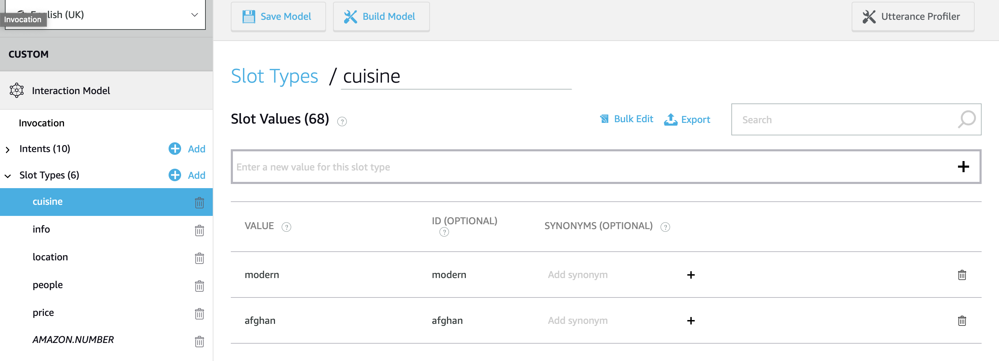 English (UK)
Invocation
Save Model
Build Model
Utterance Profiler
CUSTOM
Interaction Model
Invocation
Intents (10)
Add
Slot Types (6)
Add
cuisine
info
location
people
price
AMAZON.NUMBER
Slot Types / cuisine
Slot Values (68) ?
Bulk Edit
Export
Search
Enter a new value for this slot type
VALUE ?
ID (OPTIONAL)
?
SYNONYMS (OPTIONAL) ?
modern modern Add synonym
afghan afghan Add synonym